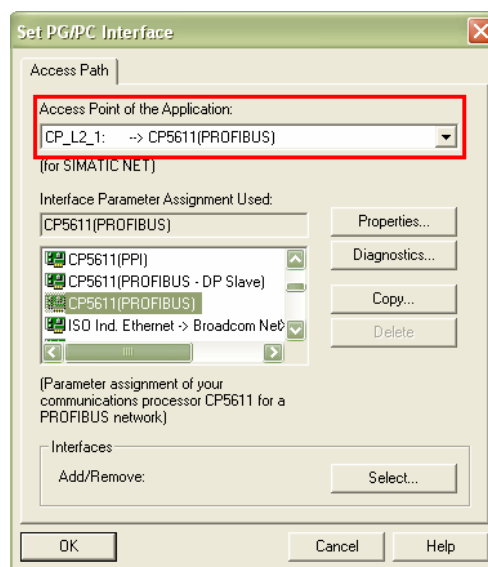 Set PG/PC Interface
Access Path
Access Point of the Application:
CP_L2_1: --> CP5611(PROFIBUS)
(for SIMATIC NET)
Interface Parameter Assignment Used:
CP5611(PROFIBUS)
Properties...
CP5611(PPI)
Diagnostics...
CP5611(PROFIBUS - DP Slave)
CP5611(PROFIBUS)
Copy...
ISO Ind. Ethernet -> Broadcom Net
Delete
(Parameter assignment of your
communications processor CP5611 for a
PROFIBUS network)
Interfaces
Add/Remove:
Select...
OK
Cancel
Help